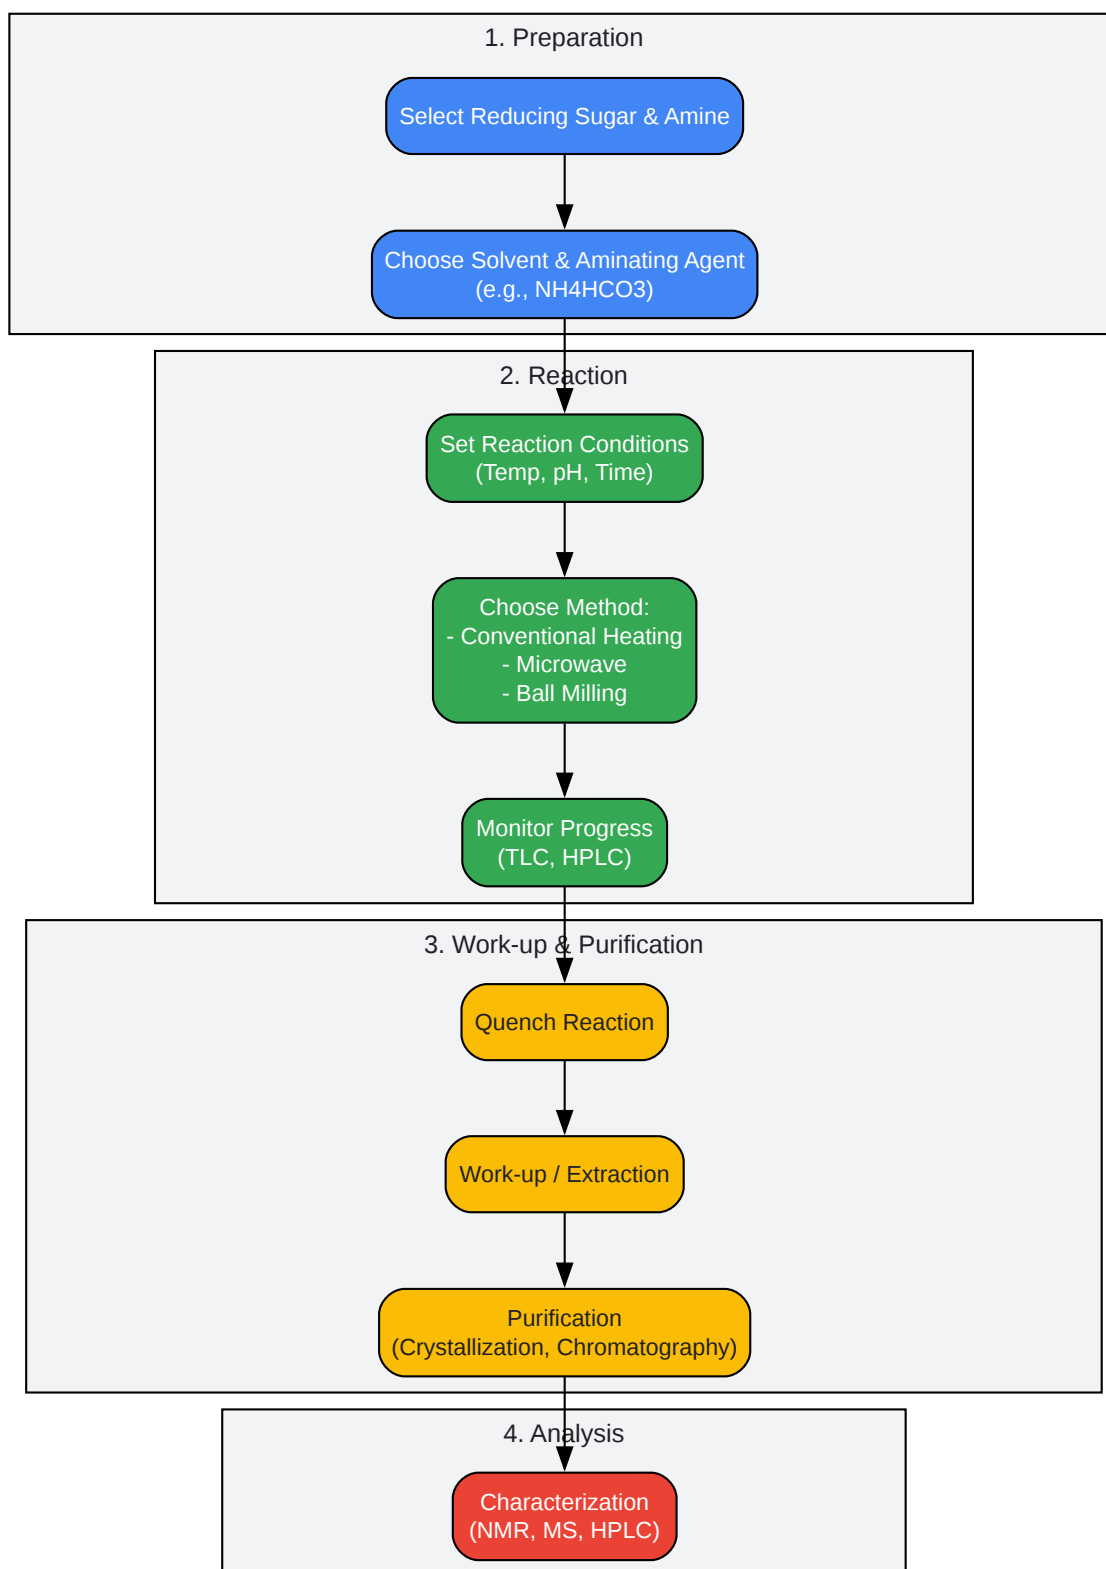 1. Preparation
Select Reducing Sugar & Amine
Choose Solvent & Aminating Agent
(e.g., NH4HCO3)
2. Reaction
Set Reaction Conditions
(Temp, pH, Time)
Choose Method:
- Conventional Heating
- Microwave
- Ball Milling
Monitor Progress
(TLC, HPLC)
3. Work-up & Purification
Quench Reaction
Work-up / Extraction
Purification
(Crystallization, Chromatography)
4. Analysis
Characterization
(NMR, MS, HPLC)